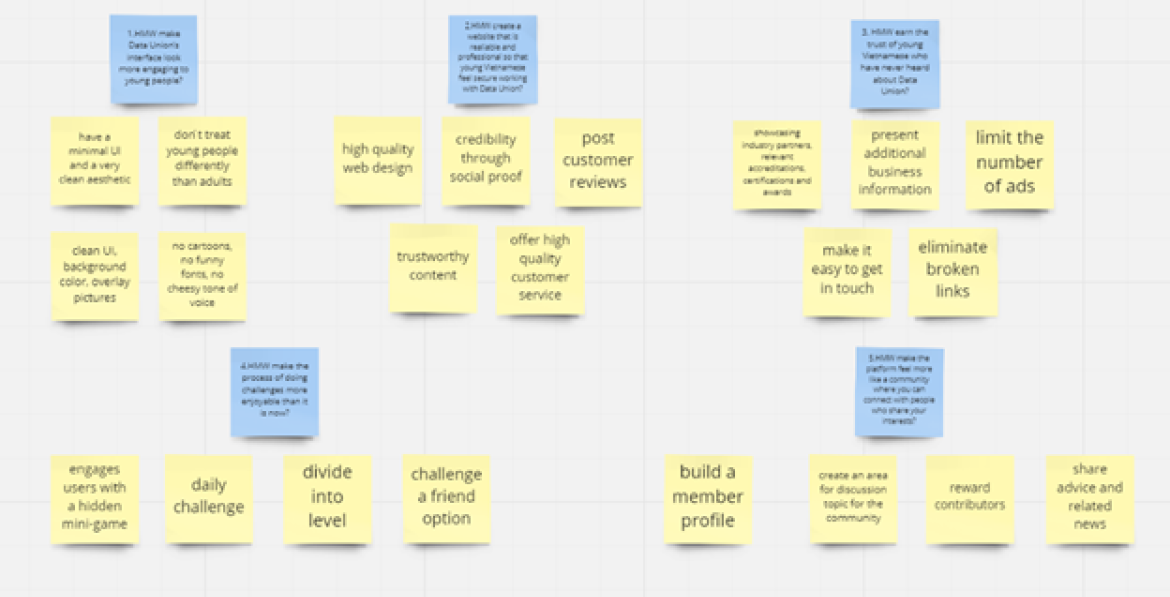 1.HMW make
Data Union's
interface look
more engaging to
young people?
have a
minimal UI
and a very
clean aesthetic
don't treat
young people
differently
than adults
clean UI,
background
color, overlay
pictures
no cartoons,
no funny
fonts, no
cheesy tone of
voice
2.HMW create a
website that is
realiable and
professional so that
young Vietnamese
feel secure working
with Data Union?
high quality
web design
credibility
through
social proof
post
customer
reviews
trustworthy
content
offer high
quality
customer
service
3. HMW earn the
trust of young
Vietnamese who
have never heard
about Data
Union?
showcasing
industry partners,
relevant
accreditations,
certifications and
awards
present
additional
business
information
limit the
number
of ads
make it
easy to get
in touch
eliminate
broken
links
4.HMW make the
process of doing
challenges more
enjoyable than it
is now?
engages
users with
a hidden
mini-game
daily
challenge
divide
into
level
challenge
a friend
option
5.HMW make the
platform feel more
like a community
where you can
connect with people
who share your
interests?
build a
member
profile
create an area
for discussion
topic for the
community
reward
contributors
share
advice and
related
news